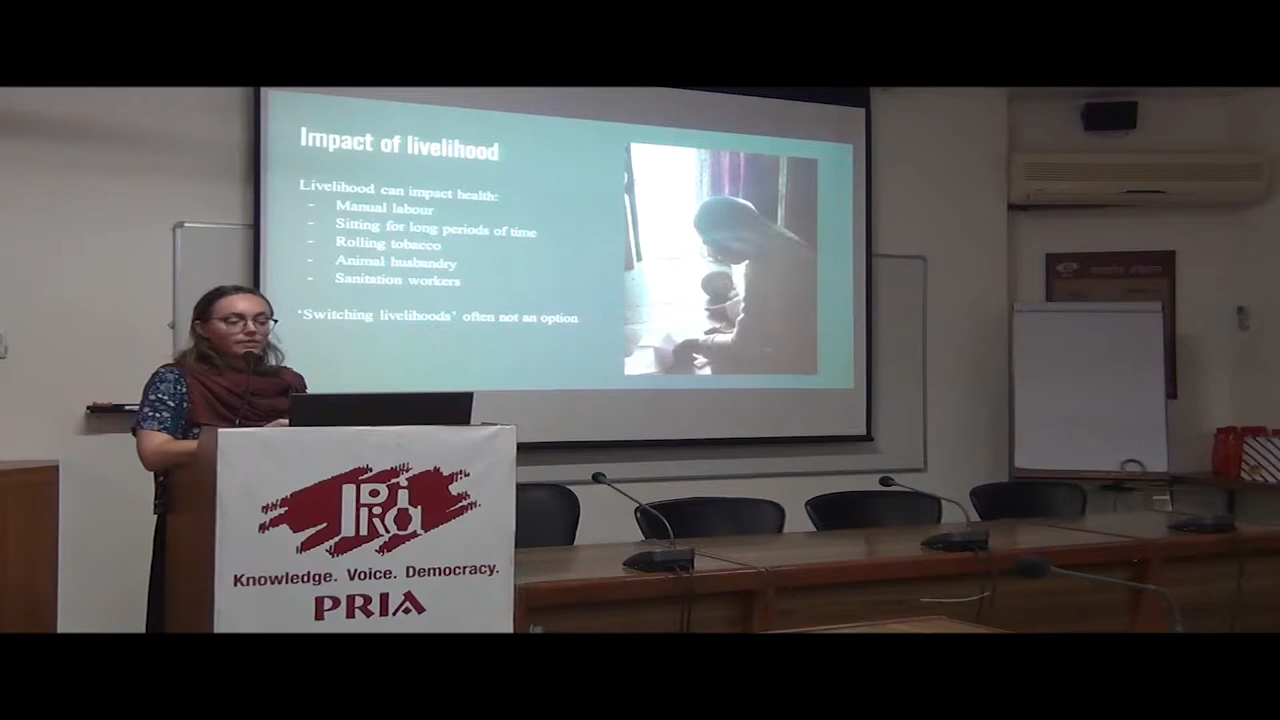 Impact of livelihood
Livelihood can impact health:
- Manual labour
- Sitting for long periods of time
- Rolling tobacco
- Animal husbandry
- Sanitation workers
‘Switching livelihoods’ often not an option
PRIA
Knowledge. Voice. Democracy.
PRIA